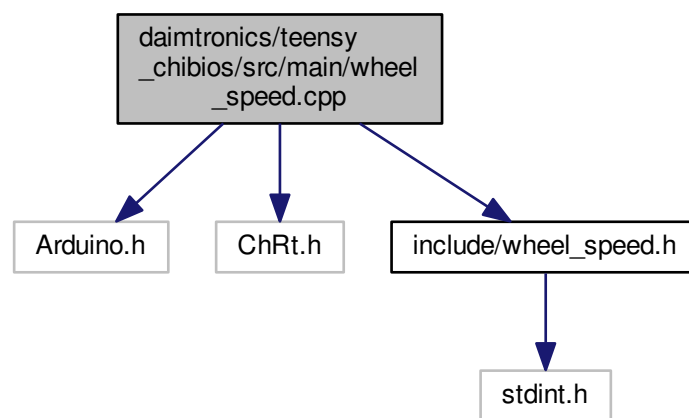 daimtronics/teensy
_chibios/src/main/wheel
_speed.cpp
Arduino.h
ChRt.h
include/wheel_speed.h
stdint.h